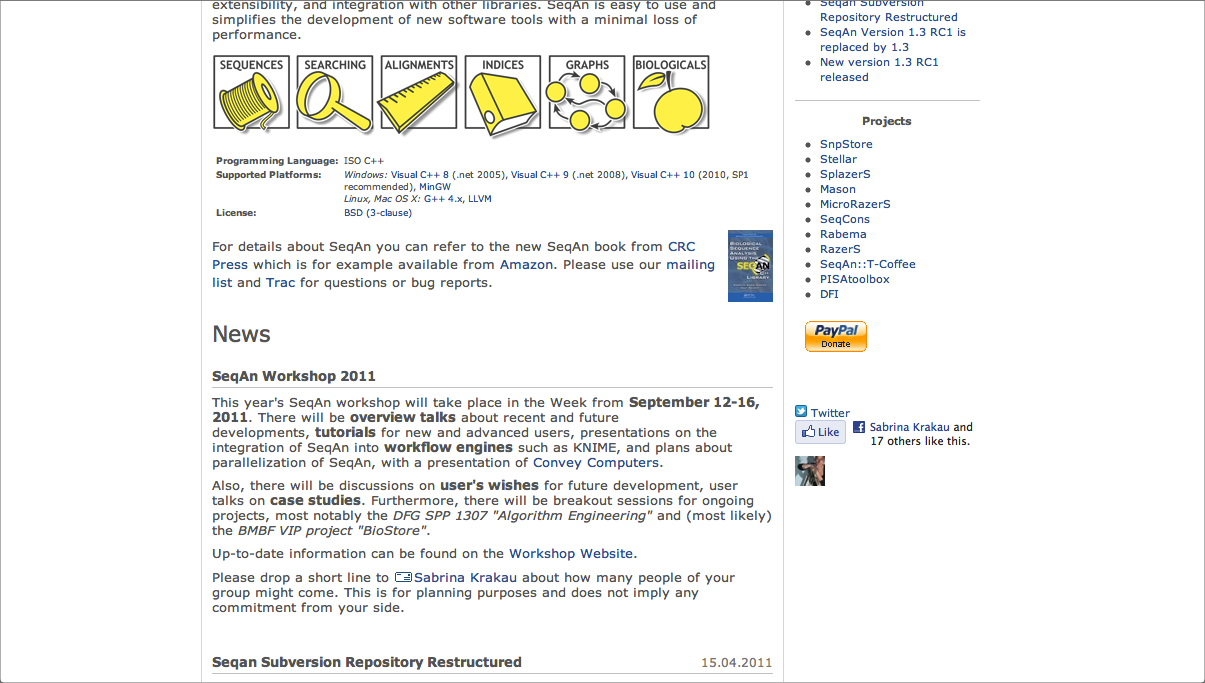 extensibility, and integration with other libraries. SeqAn is easy to use and
simplifies the development of new software tools with a minimal loss of
performance.
SEQUENCES SEARCHING ALIGNMENTS INDICES GRAPHS BIOLOGICALS
Programming Language: ISO C++
Supported Platforms: Windows: Visual C++ 8 (.net 2005), Visual C++ 9 (.net 2008), Visual C++ 10 (2010, SP1
recommended), MinGW
Linux, Mac OS X: G++ 4.x, LLVM
License: BSD (3-clause)
For details about SeqAn you can refer to the new SeqAn book from CRC
Press which is for example available from Amazon. Please use our mailing
list and Trac for questions or bug reports.
BIOLOGICAL
SEQUENCE
ANALYSIS
USING THE
SEQAN
LIBRARY
News
SeqAn Workshop 2011
This year's SeqAn workshop will take place in the Week from September 12-16,
2011. There will be overview talks about recent and future
developments, tutorials for new and advanced users, presentations on the
integration of SeqAn into workflow engines such as KNIME, and plans about
parallelization of SeqAn, with a presentation of Convey Computers.
Also, there will be discussions on user's wishes for future development, user
talks on case studies. Furthermore, there will be breakout sessions for ongoing
projects, most notably the DFG SPP 1307 "Algorithm Engineering" and (most likely)
the BMBF VIP project "BioStore".
Up-to-date information can be found on the Workshop Website.
Please drop a short line to Sabrina Krakau about how many people of your
group might come. This is for planning purposes and does not imply any
commitment from your side.
Seqan Subversion Repository Restructured 15.04.2011
Seqan Subversion
Repository Restructured
SeqAn Version 1.3 RC1 is
replaced by 1.3
New version 1.3 RC1
released
Projects
SnpStore
Stellar
SplazerS
Mason
MicroRazerS
SeqCons
Rabema
RazerS
SeqAn::T-Coffee
PISAtoolbox
DFI
PayPal
Donate
Twitter
Like
Sabrina Krakau and
17 others like this.